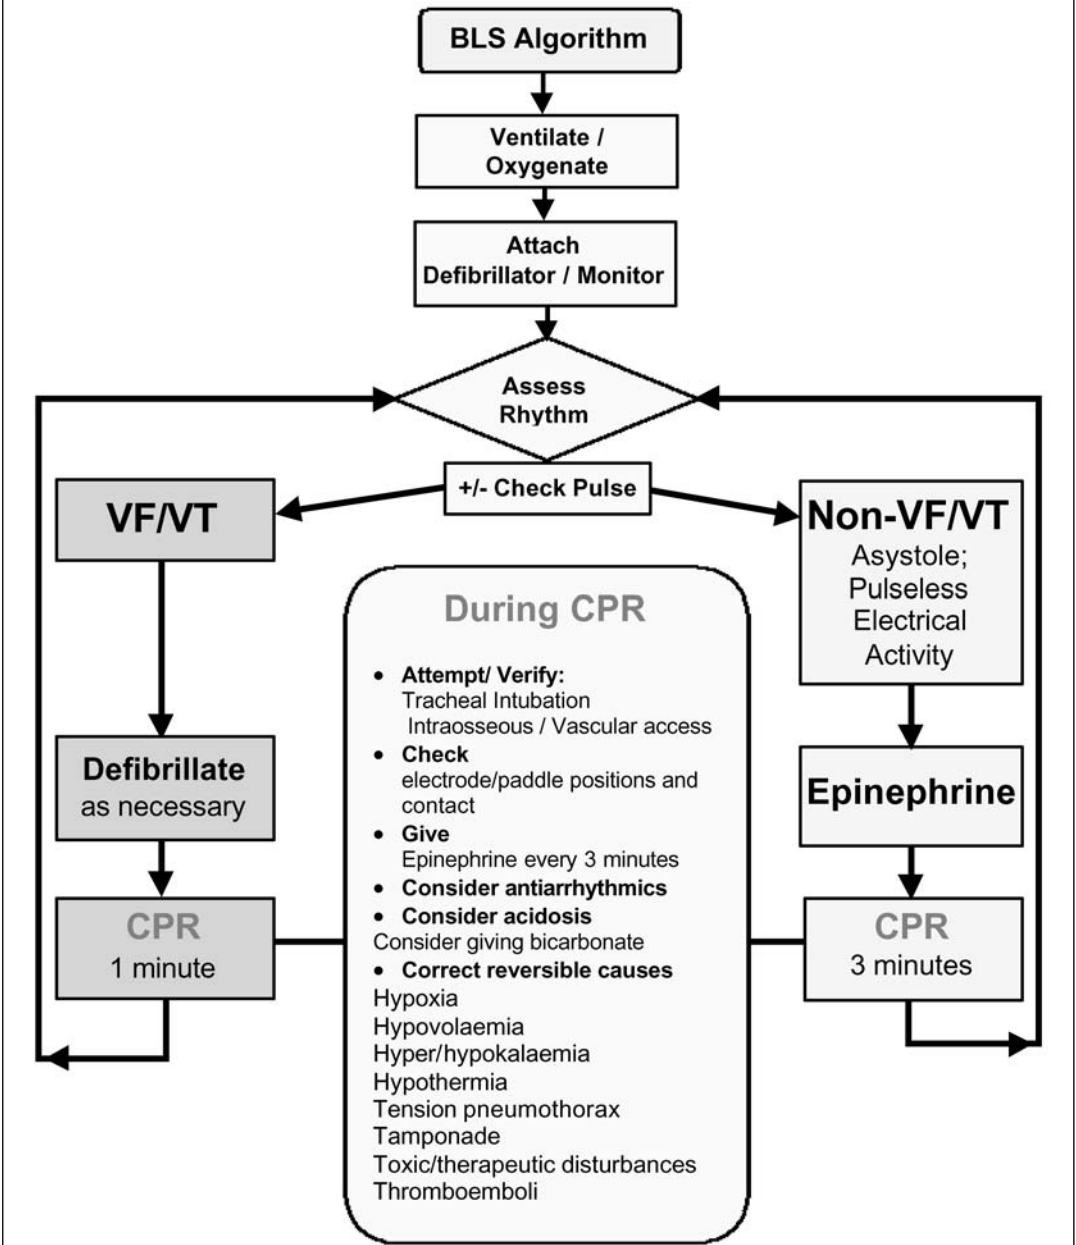 BLS Algorithm
Ventilate /
Oxygenate
Attach
Defibrillator / Monitor
Assess
Rhythm
+/- Check Pulse
VF/VT
Non-VF/VT
Asystole;
Pulseless
Electrical
Activity
Defibrillate
as necessary
Epinephrine
CPR
1 minute
CPR
3 minutes
During CPR
• Attempt/ Verify:
Tracheal Intubation
Intraosseous / Vascular access
• Check
electrode/paddle positions and
contact
• Give
Epinephrine every 3 minutes
• Consider antiarrhythmics
• Consider acidosis
Consider giving bicarbonate
• Correct reversible causes
Hypoxia
Hypovolaemia
Hyper/hypokalaemia
Hypothermia
Tension pneumothorax
Tamponade
Toxic/therapeutic disturbances
Thromboemboli